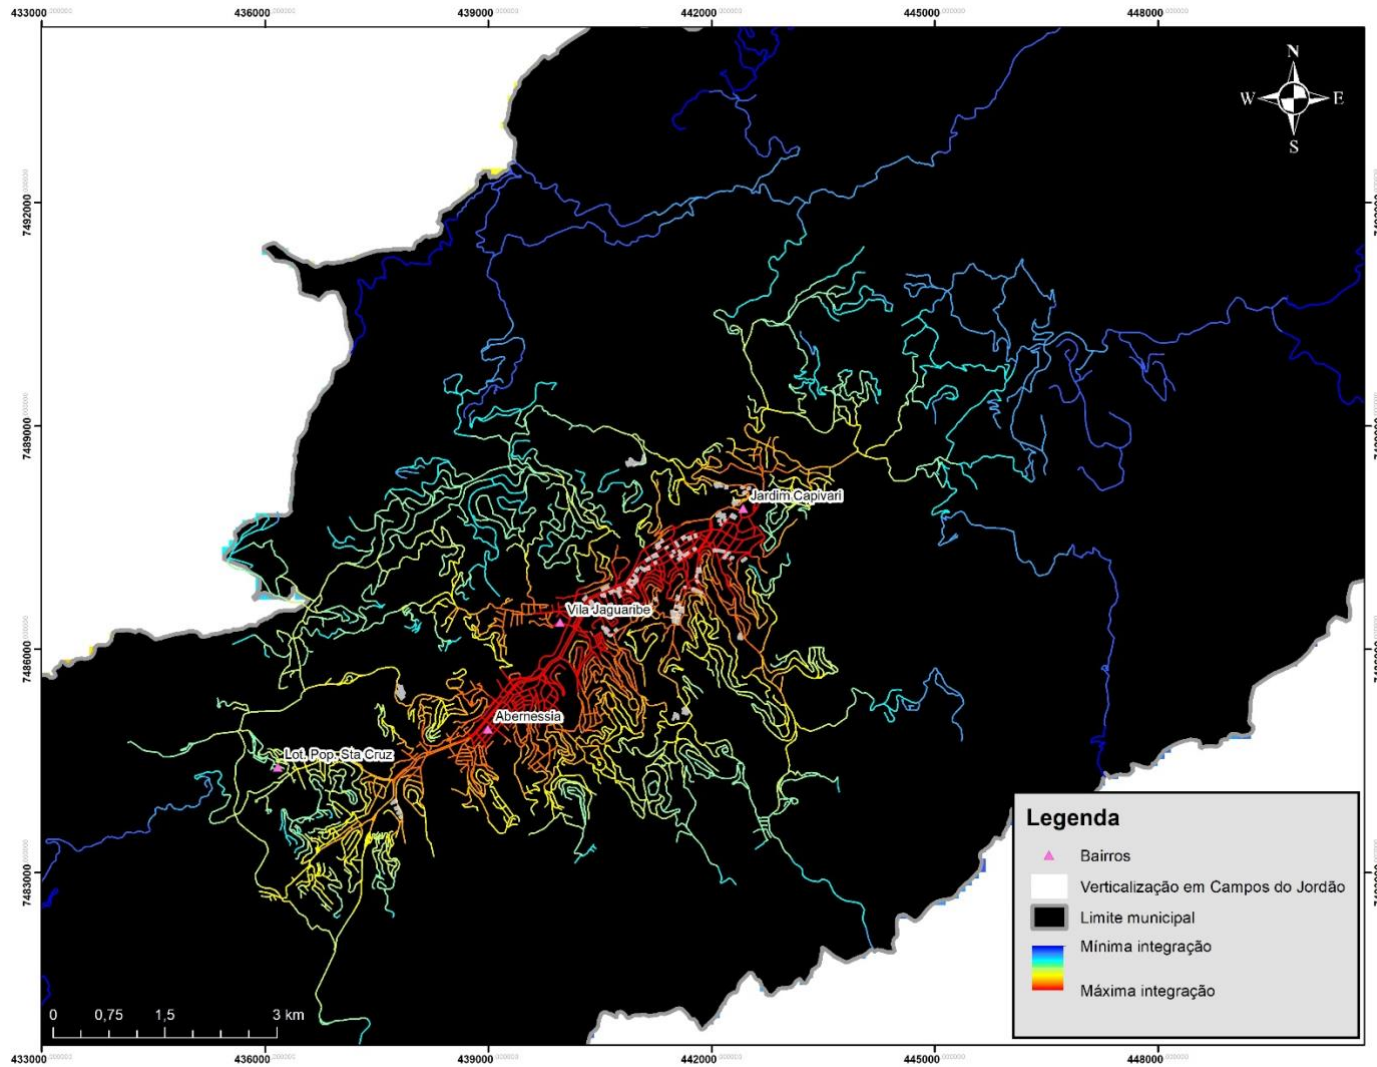 433000 436000 439000 442000 445000 448000
N
W E
S
7492000
7489000
7486000
7483000
Jardim Capivari
Vila Jaguaribe
Abernessia
Lot. Pop. Sta Cruz
Legenda
Bairros
Verticalização em Campos do Jordão
Limite municipal
Mínima integração
Máxima integração
0 0,75 1,5 3 km
433000 436000 439000 442000 445000 448000